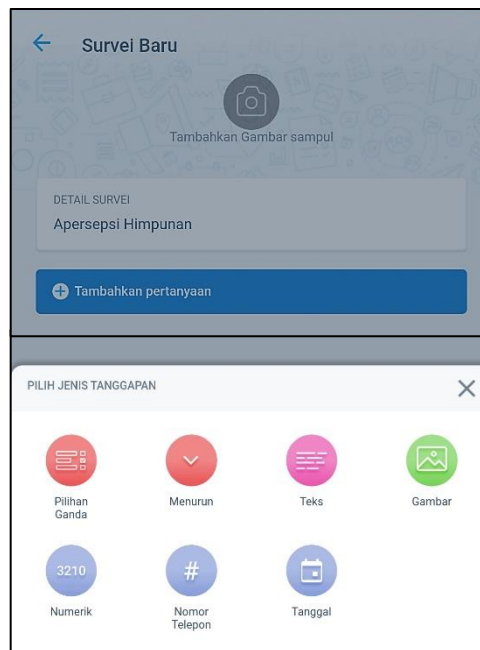 Survei Baru
Tambahkan Gambar sampul
DETAIL SURVEI
Apersepsi Himpunan
Tambahkan pertanyaan
PILIH JENIS TANGGAPAN
Pilihan
Ganda
Menurun
Teks
Gambar
3210
Numerik
#
Nomor
Telepon
Tanggal